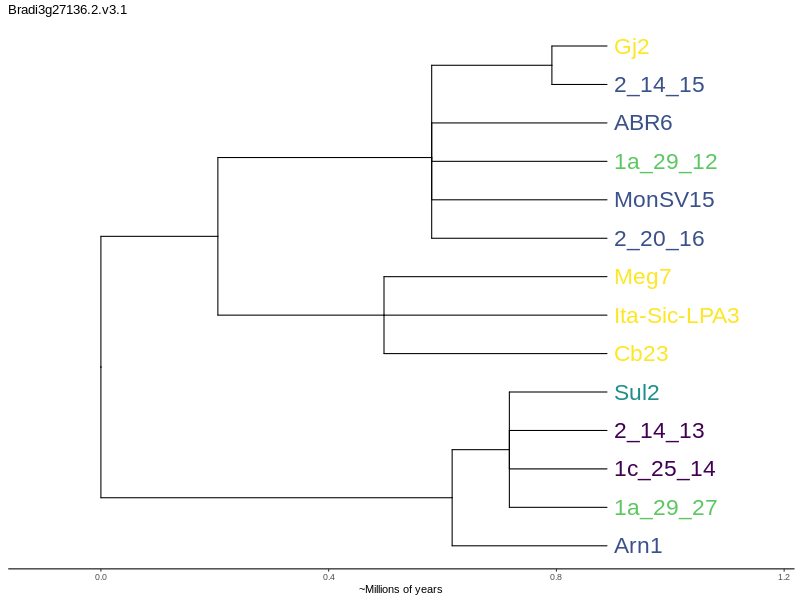 Bradi3g27136.2.v3.1
Gj2
2_14_15
ABR6
1a_29_12
MonSV15
2_20_16
Meg7
Ita-Sic-LPA3
Cb23
Sul2
2_14_13
1c_25_14
1a_29_27
Arn1
0.0 0.4 0.8 1.2
~Millions of years